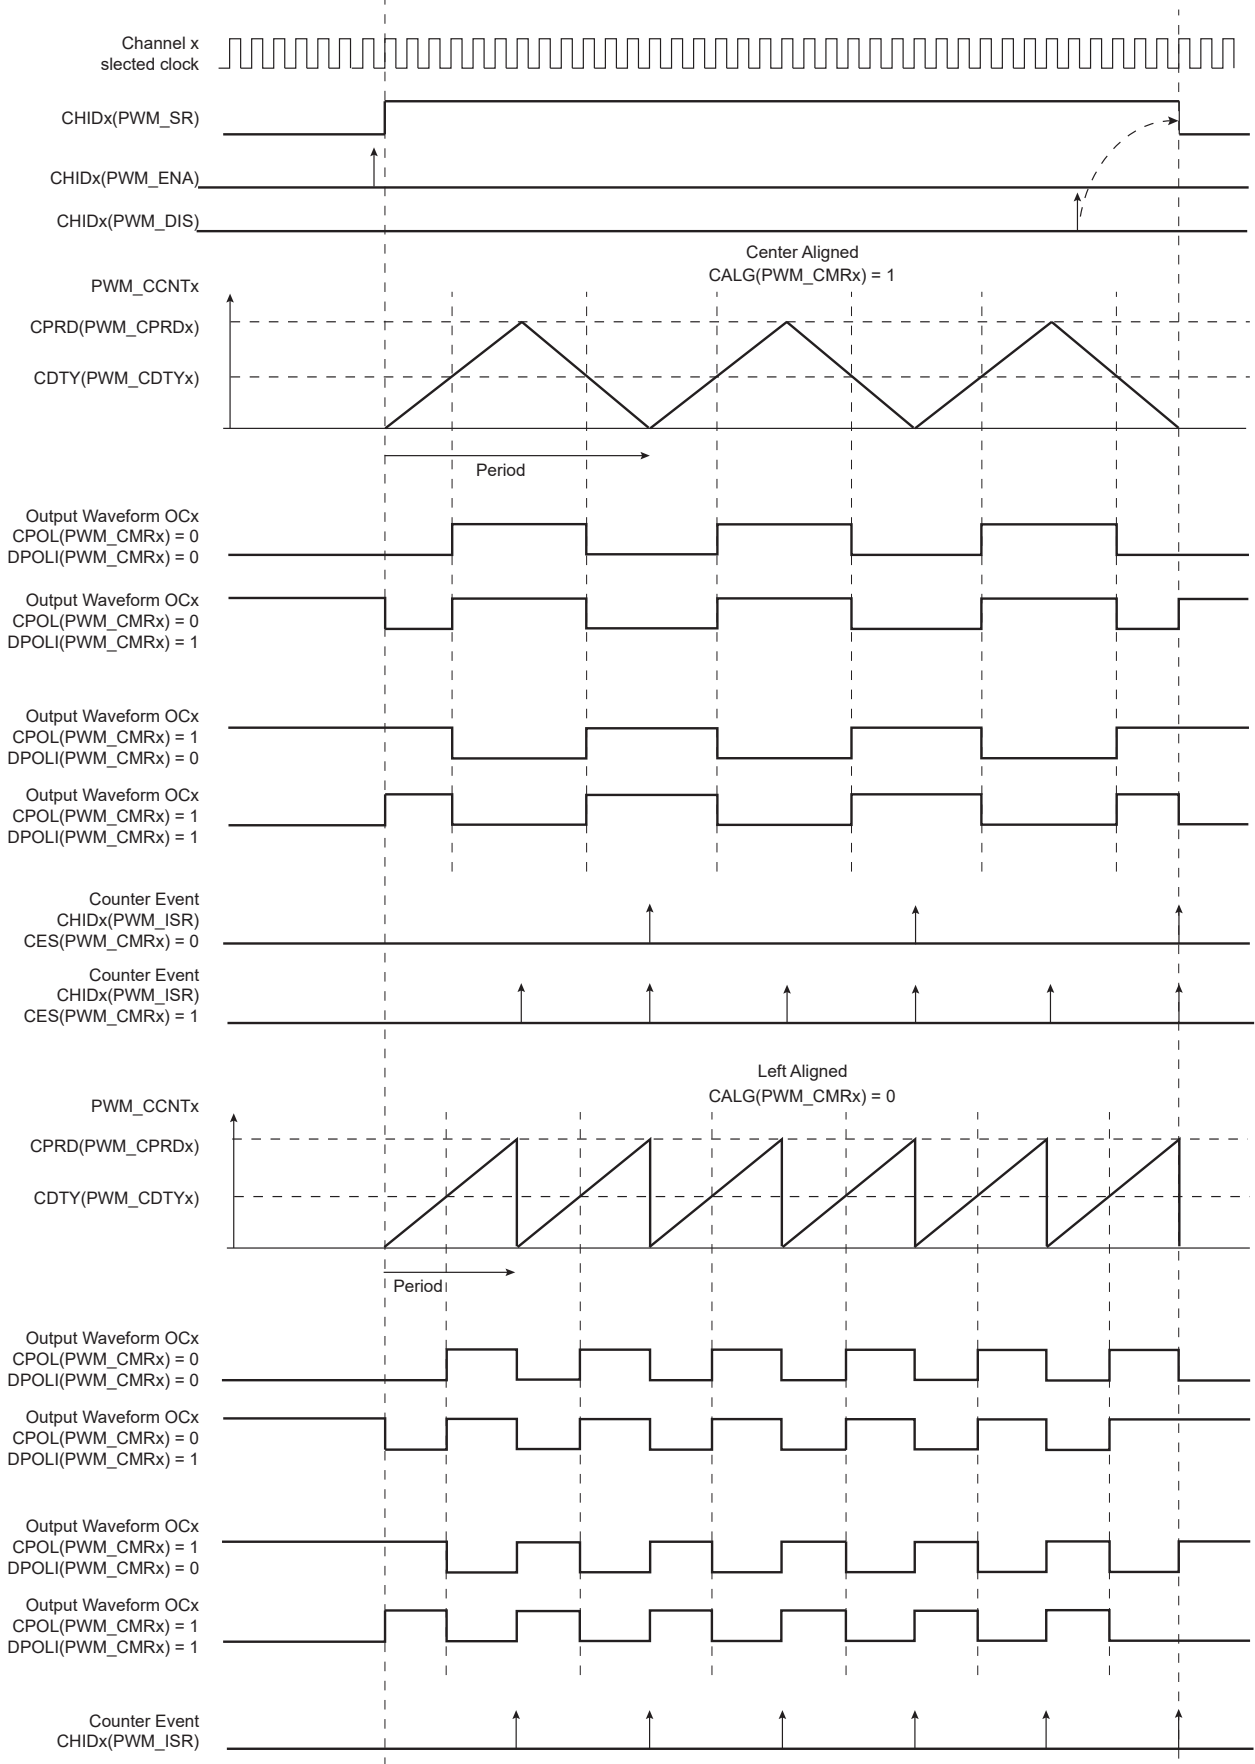 Channel x
slected clock
CHIDx(PWM_SR)
CHIDx(PWM_ENA)
CHIDx(PWM_DIS)
Center Aligned
CALG(PWM_CMRx) = 1
PWM_CCNTx
CPRD(PWM_CPRDx)
CDTY(PWM_CDTYx)
Period
Output Waveform OCx
CPOL(PWM_CMRx) = 0
DPOLI(PWM_CMRx) = 0
Output Waveform OCx
CPOL(PWM_CMRx) = 0
DPOLI(PWM_CMRx) = 1
Output Waveform OCx
CPOL(PWM_CMRx) = 1
DPOLI(PWM_CMRx) = 0
Output Waveform OCx
CPOL(PWM_CMRx) = 1
DPOLI(PWM_CMRx) = 1
Counter Event
CHIDx(PWM_ISR)
CES(PWM_CMRx) = 0
Counter Event
CHIDx(PWM_ISR)
CES(PWM_CMRx) = 1
Left Aligned
CALG(PWM_CMRx) = 0
PWM_CCNTx
CPRD(PWM_CPRDx)
CDTY(PWM_CDTYx)
Period
Output Waveform OCx
CPOL(PWM_CMRx) = 0
DPOLI(PWM_CMRx) = 0
Output Waveform OCx
CPOL(PWM_CMRx) = 0
DPOLI(PWM_CMRx) = 1
Output Waveform OCx
CPOL(PWM_CMRx) = 1
DPOLI(PWM_CMRx) = 0
Output Waveform OCx
CPOL(PWM_CMRx) = 1
DPOLI(PWM_CMRx) = 1
Counter Event
CHIDx(PWM_ISR)